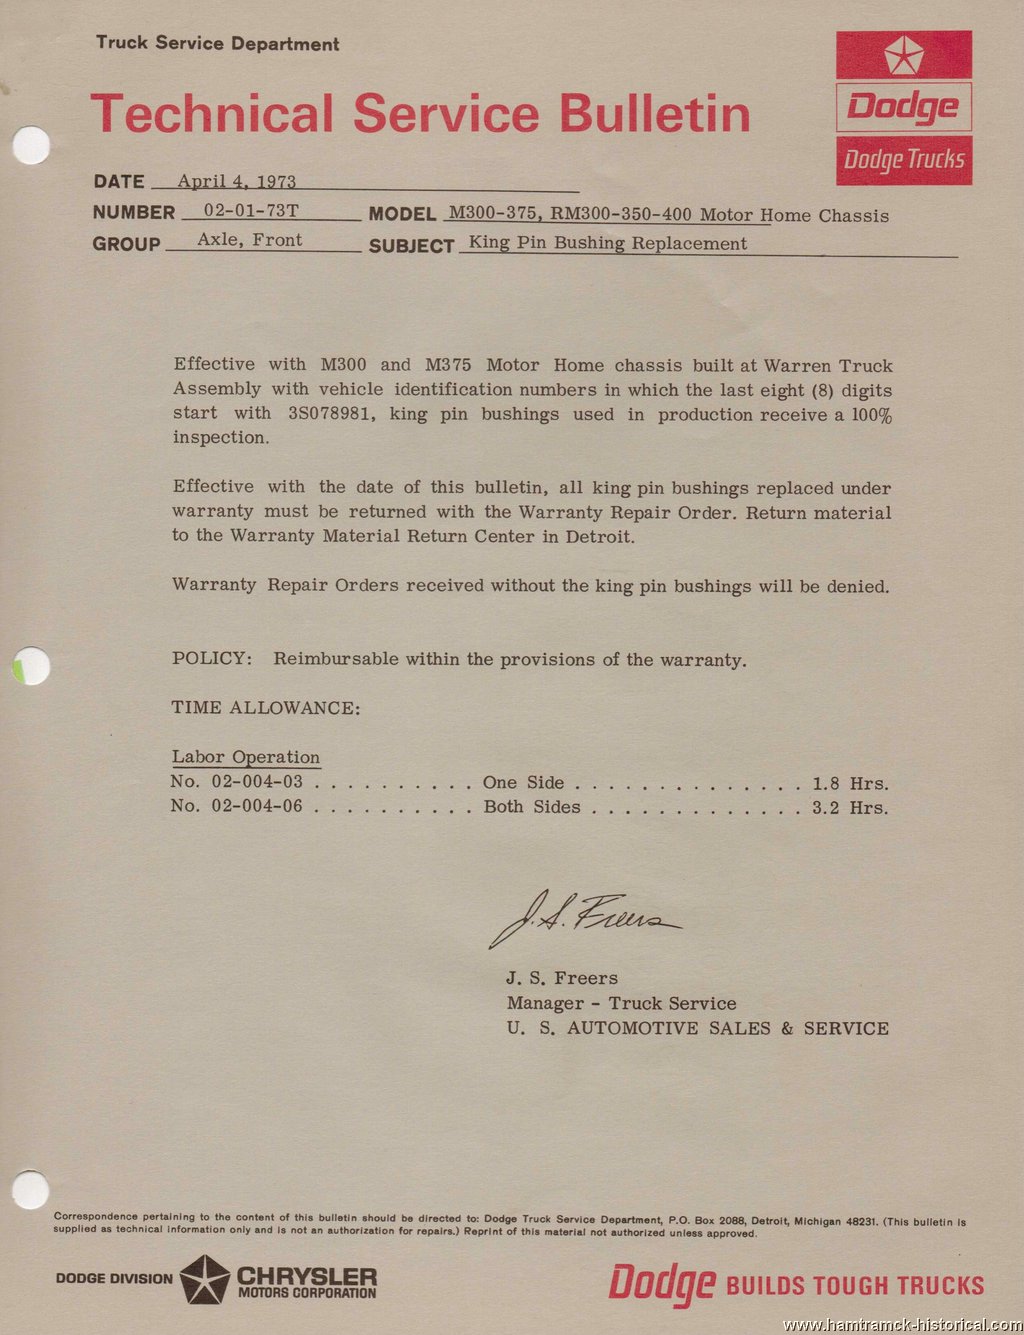 Truck Service Department
Technical Service Bulletin
Dodge
Dodge Trucks
DATE April 4, 1973
NUMBER 02-01-73T MODEL M300-375, RM300-350-400 Motor Home Chassis
GROUP Axle, Front SUBJECT King Pin Bushing Replacement
Effective with M300 and M375 Motor Home chassis built at Warren Truck
Assembly with vehicle identification numbers in which the last eight (8) digits
start with 3S078981, king pin bushings used in production receive a 100%
inspection.
Effective with the date of this bulletin, all king pin bushings replaced under
warranty must be returned with the Warranty Repair Order. Return material
to the Warranty Material Return Center in Detroit.
Warranty Repair Orders received without the king pin bushings will be denied.
POLICY: Reimbursable within the provisions of the warranty.
TIME ALLOWANCE:
Labor Operation
No. 02-004-03 . . . . . . . . . . . One Side . . . . . . . . . . . . . . 1.8 Hrs.
No. 02-004-06 . . . . . . . . . . . Both Sides . . . . . . . . . . . . . 3.2 Hrs.
J. S. Freers
J. S. Freers
Manager - Truck Service
U. S. AUTOMOTIVE SALES & SERVICE
Correspondence pertaining to the content of this bulletin should be directed to: Dodge Truck Service Department, P.O. Box 2088, Detroit, Michigan 48231. (This bulletin is
supplied as technical information only and is not an authorization for repairs.) Reprint of this material not authorized unless approved.
DODGE DIVISION CHRYSLER
MOTORS CORPORATION
Dodge BUILDS TOUGH TRUCKS
www.hamtramck-historical.com